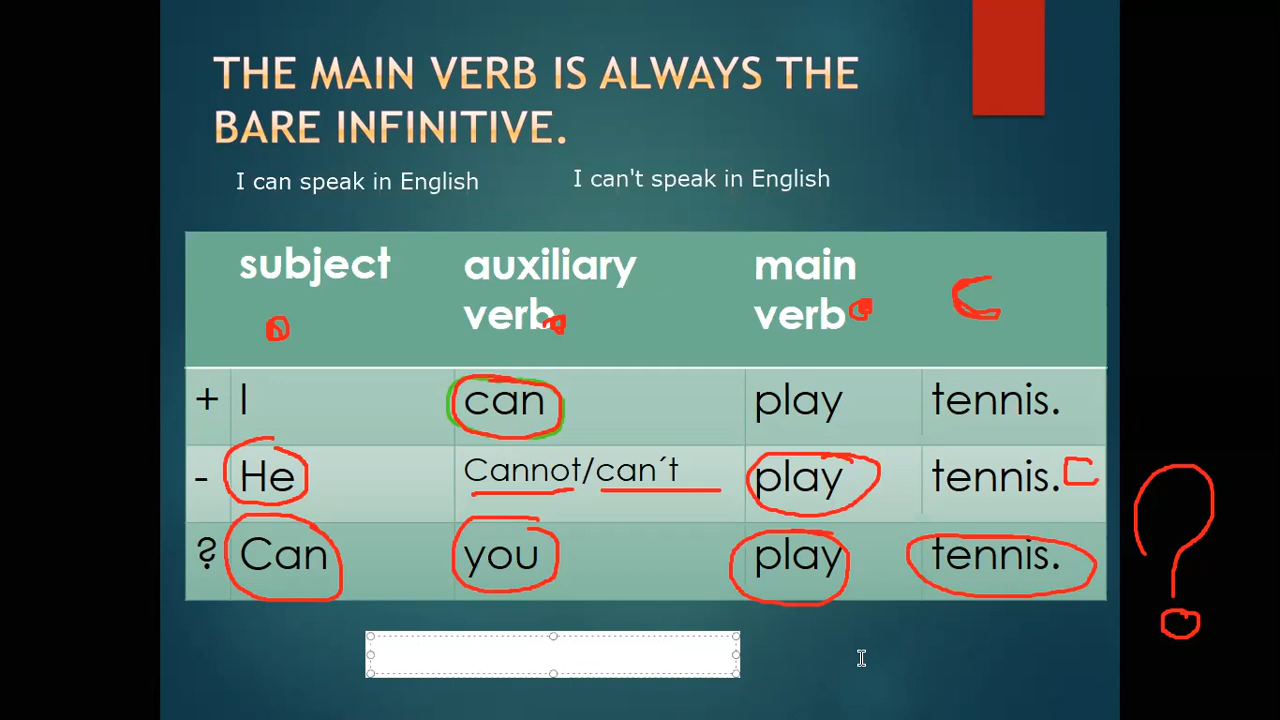 THE MAIN VERB IS ALWAYS THE
BARE INFINITIVE.
I can speak in English I can't speak in English
subject auxiliary verb main verb C
+ I can play tennis.
- He Cannot/can´t play tennis.
? Can you play tennis. ?